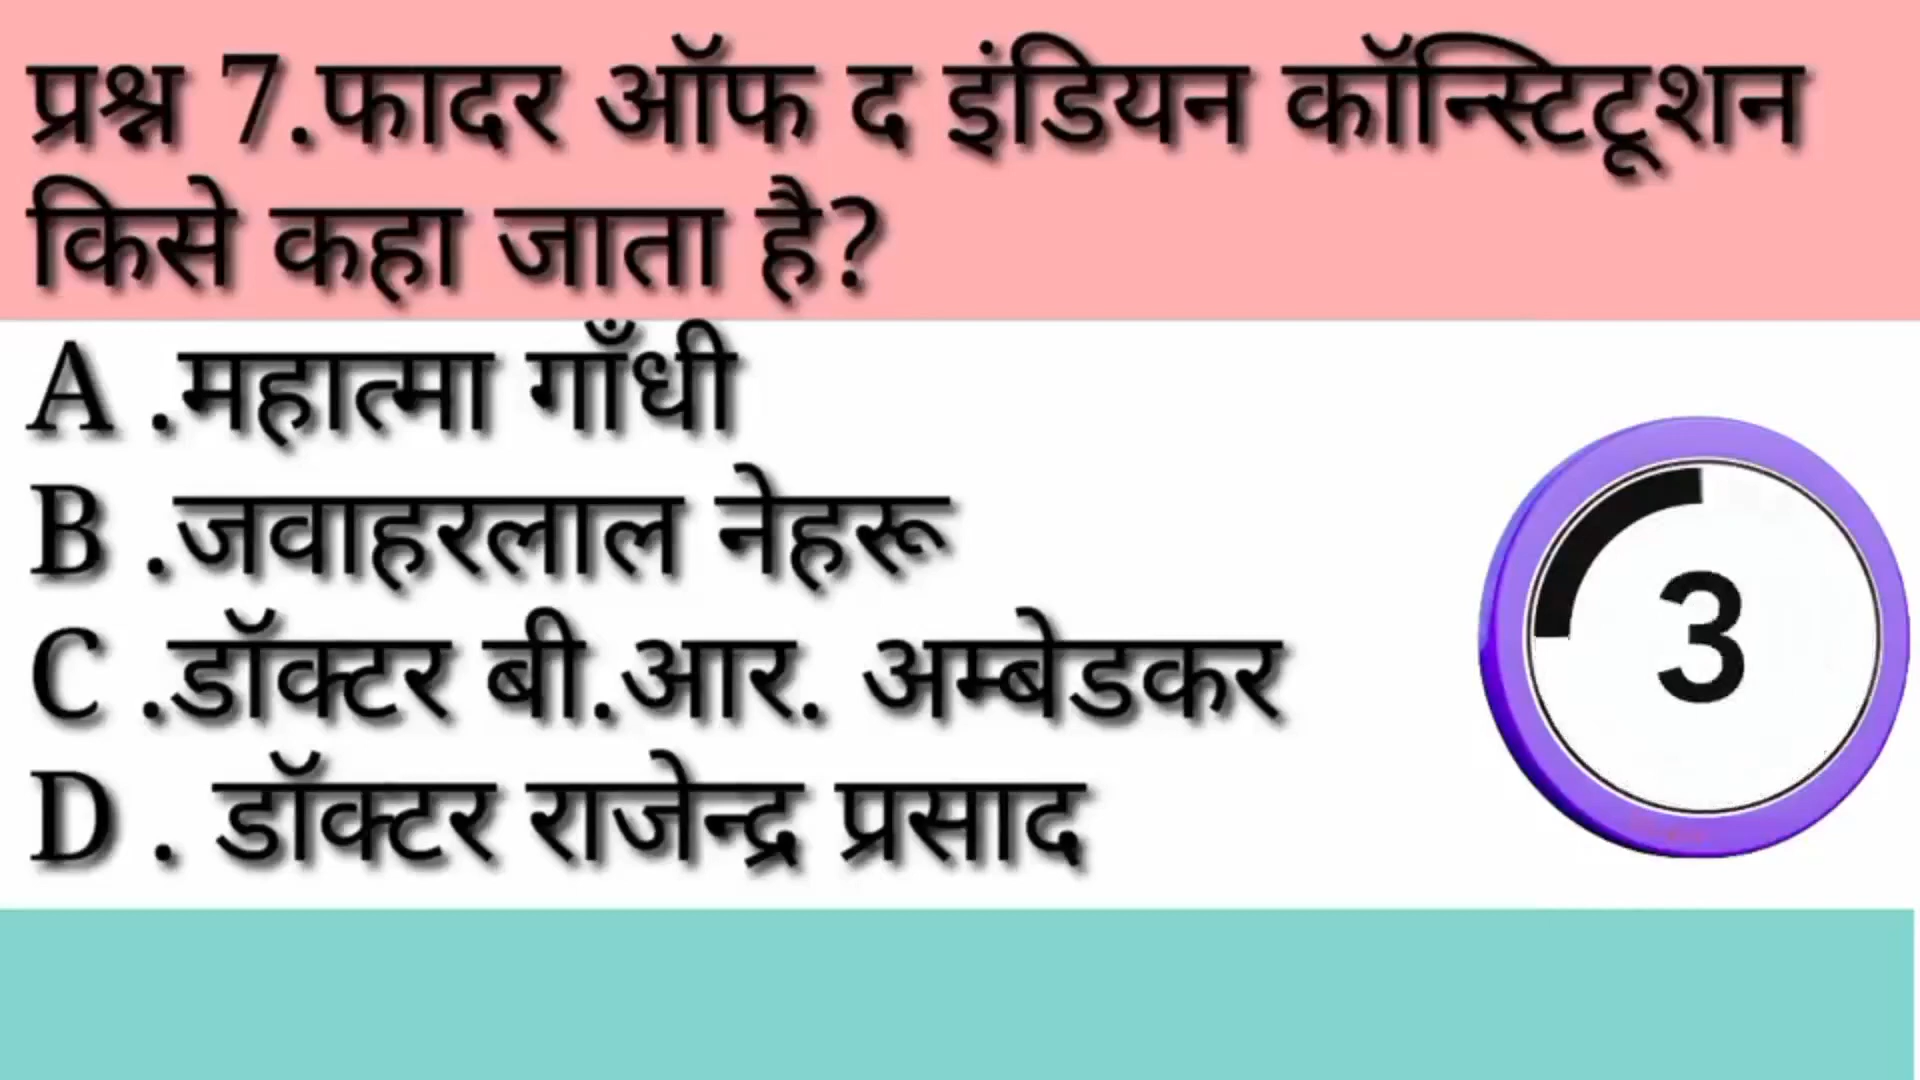 प्रश्न 7.फादर ऑफ द इंडियन कॉन्स्टिटूशन
किसे कहा जाता है?
A .महात्मा गाँधी
B .जवाहरलाल नेहरू
C .डॉक्टर बी.आर. अम्बेडकर
D . डॉक्टर राजेन्द्र प्रसाद
3